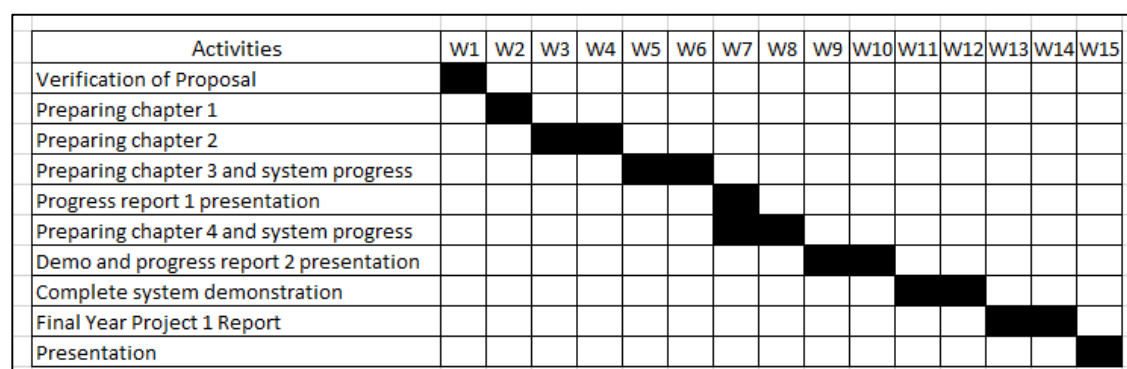 Activities W1 W2 W3 W4 W5 W6 W7 W8 W9 W10 W11 W12 W13 W14 W15
Verification of Proposal
Preparing chapter 1
Preparing chapter 2
Preparing chapter 3 and system progress
Progress report 1 presentation
Preparing chapter 4 and system progress
Demo and progress report 2 presentation
Complete system demonstration
Final Year Project 1 Report
Presentation